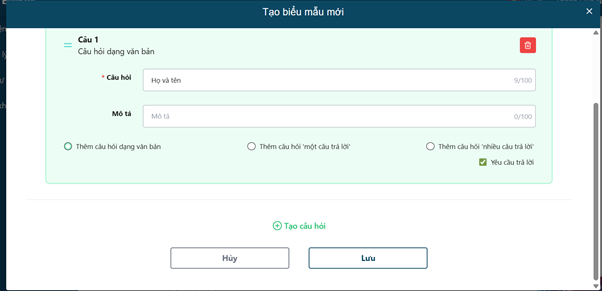 Tạo biểu mẫu mới
Câu 1
Câu hỏi dạng văn bản
* Câu hỏi
Họ và tên
9/100
Mô tả
Mô tả
0/100
Thêm câu hỏi dạng văn bản
Thêm câu hỏi 'một câu trả lời'
Thêm câu hỏi 'nhiều câu trả lời'
Yêu cầu trả lời
Tạo câu hỏi
Hủy
Lưu